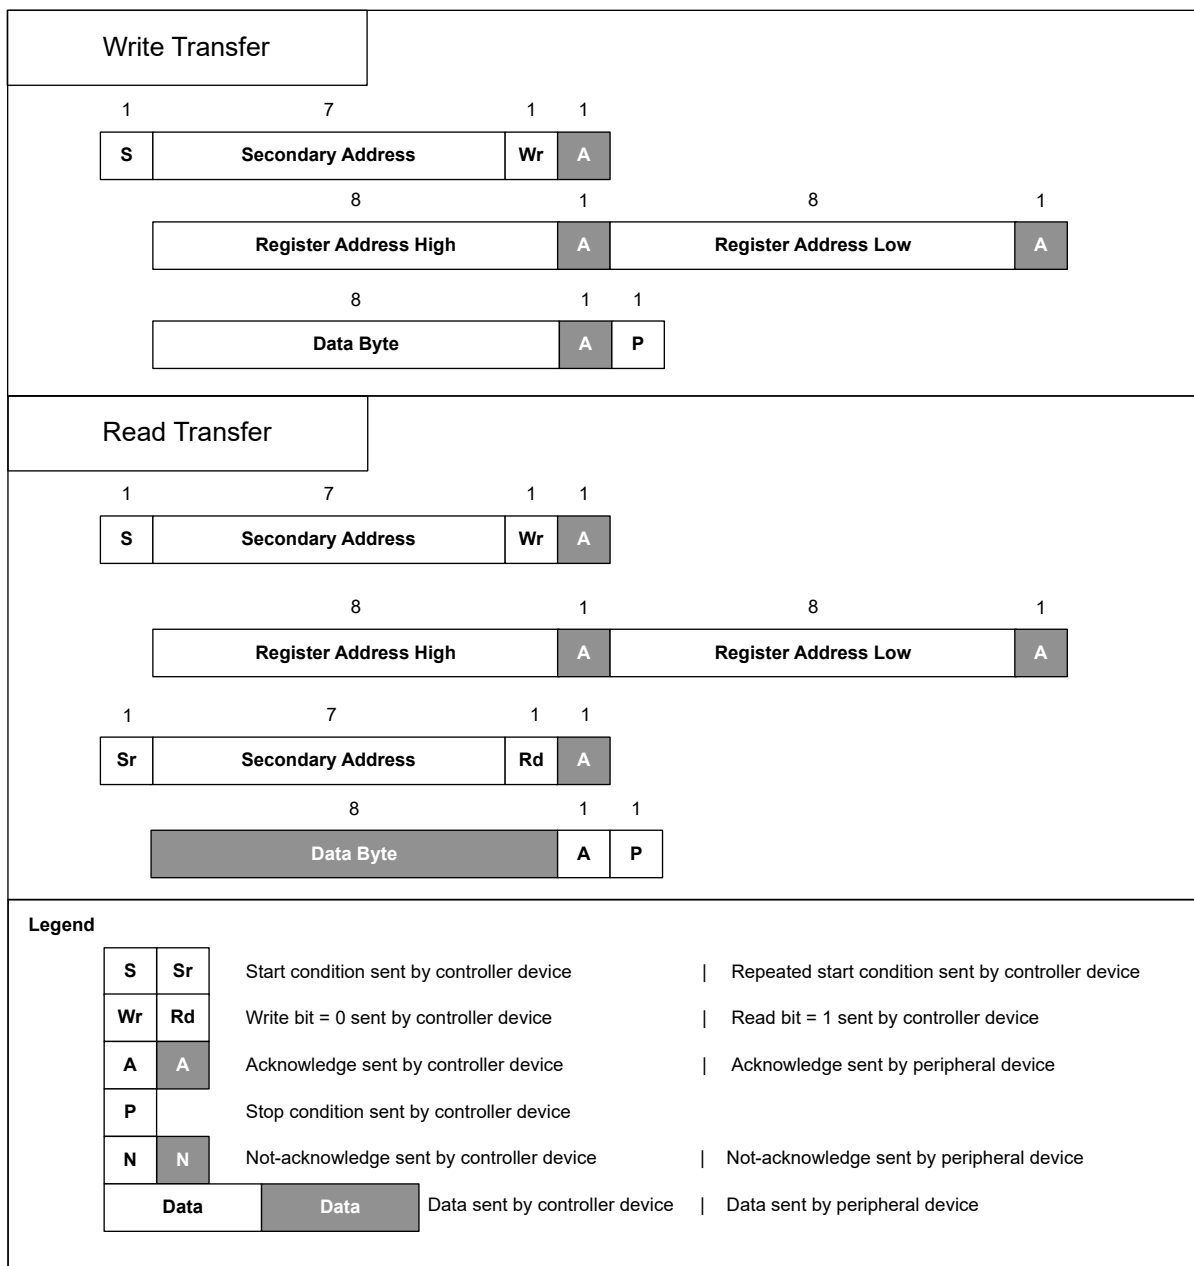 Write Transfer
1 7 1 1
S Secondary Address Wr A
8 1 8 1
Register Address High A Register Address Low A
8 1 1
Data Byte A P
Read Transfer
1 7 1 1
S Secondary Address Wr A
8 1 8 1
Register Address High A Register Address Low A
1 7 1 1
Sr Secondary Address Rd A
8 1 1
Data Byte A P
Legend
S Sr Start condition sent by controller device | Repeated start condition sent by controller device
Wr Rd Write bit = 0 sent by controller device | Read bit = 1 sent by controller device
A A Acknowledge sent by controller device | Acknowledge sent by peripheral device
P Stop condition sent by controller device
N N Not-acknowledge sent by controller device | Not-acknowledge sent by peripheral device
Data Data Data sent by controller device | Data sent by peripheral device